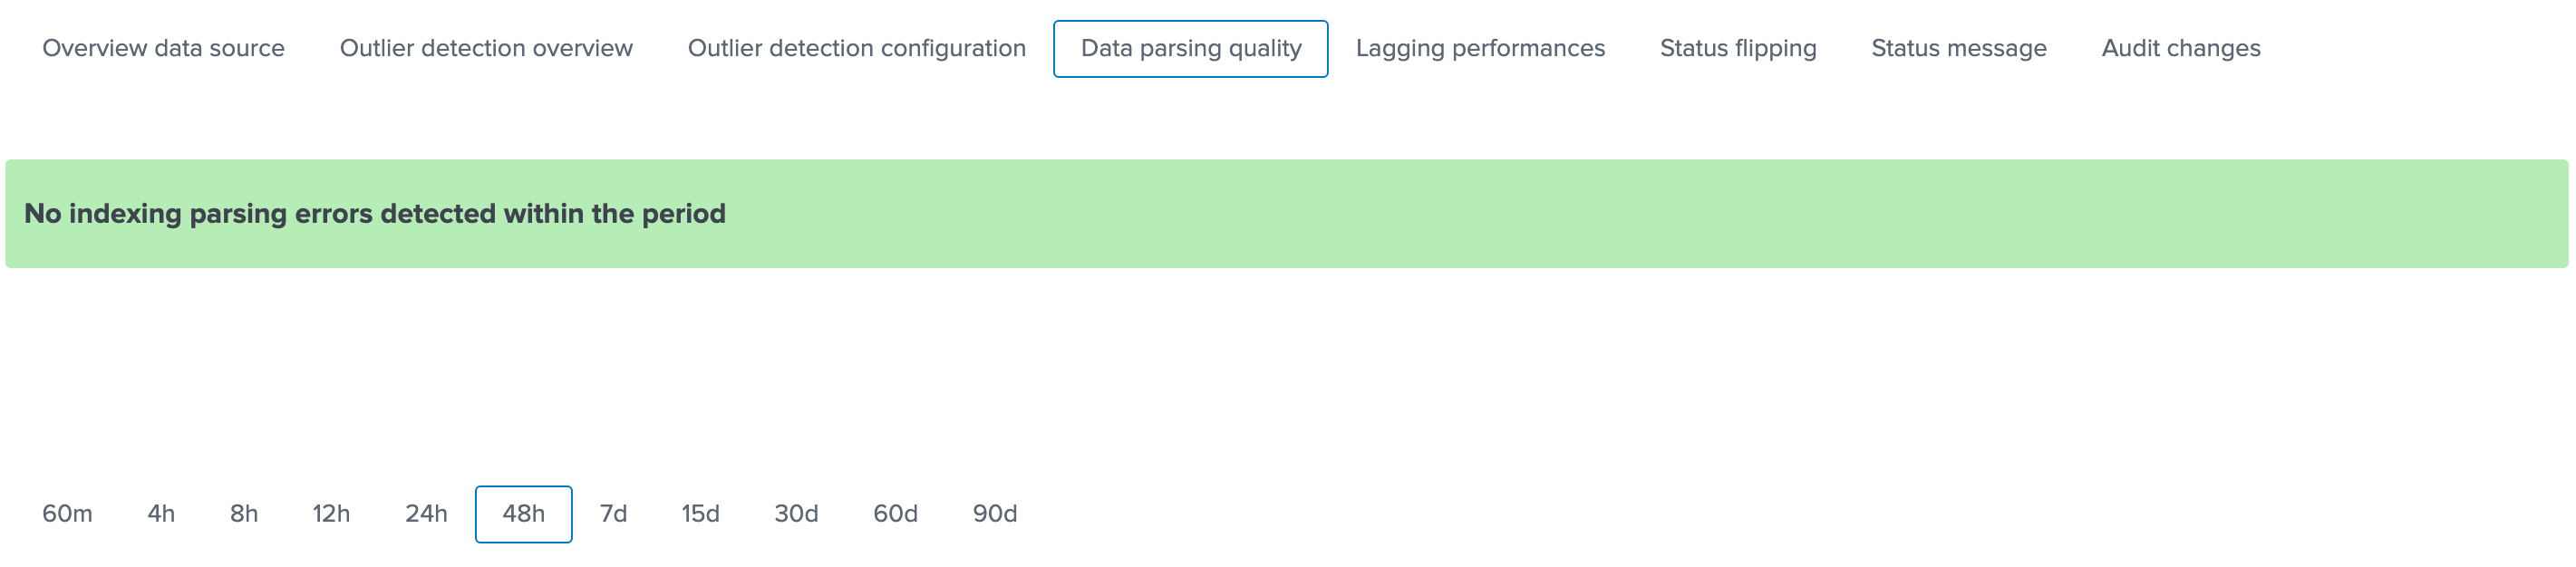 Overview data source Outlier detection overview Outlier detection configuration Data parsing quality Lagging performances Status flipping Status message Audit changes
No indexing parsing errors detected within the period
60m 4h 8h 12h 24h 48h 7d 15d 30d 60d 90d